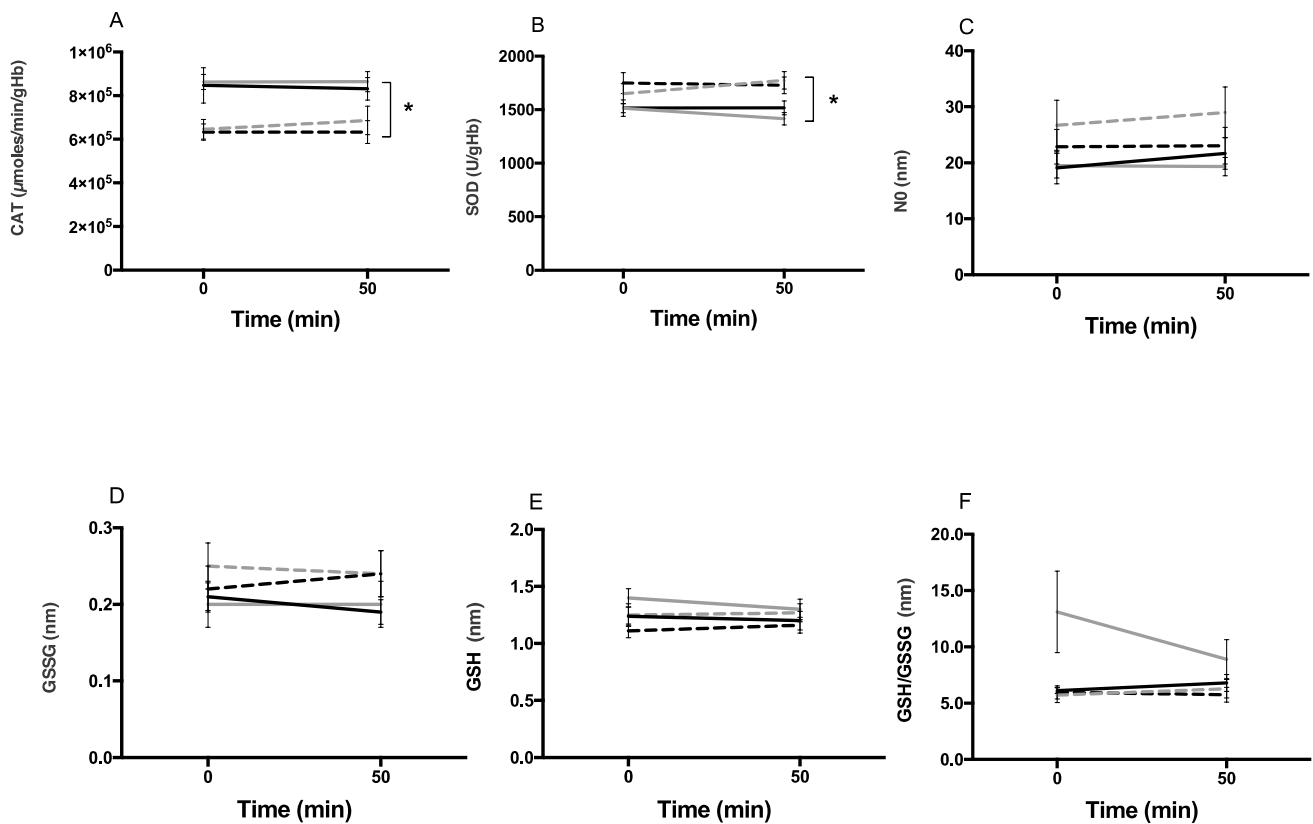 A
CAT (µmoles/min/gHb)
1×10⁶
8×10⁵
6×10⁵
4×10⁵
2×10⁵
0
*
0 50
Time (min)
B
SOD (U/gHb)
2000
1500
1000
500
0
*
0 50
Time (min)
C
N0 (nm)
40
30
20
10
0
0 50
Time (min)
D
GSSG (nm)
0.3
0.2
0.1
0.0
0 50
Time (min)
E
GSH (nm)
2.0
1.5
1.0
0.5
0.0
0 50
Time (min)
F
GSH/GSSG (nm)
20.0
15.0
10.0
5.0
0.0
0 50
Time (min)